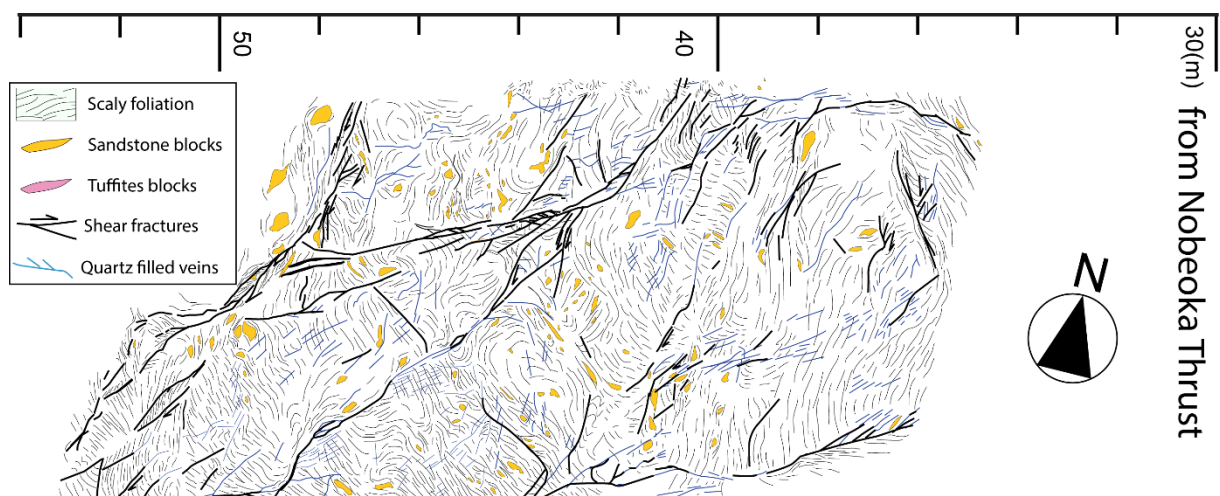 50
40
30(m)
from Nobeoka Thrust
Scaly foliation
Sandstone blocks
Tuffites blocks
Shear fractures
Quartz filled veins
N